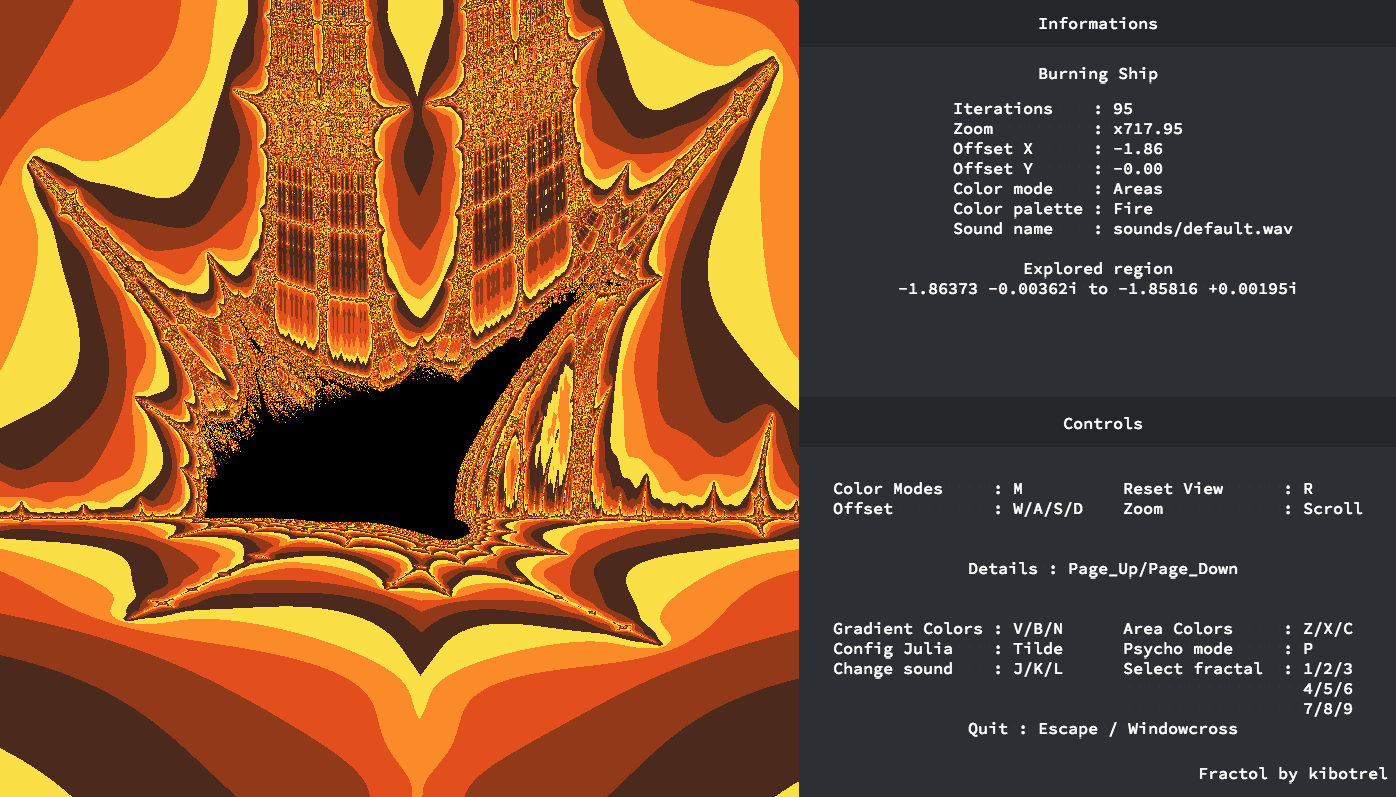 Informations
Burning Ship
Iterations : 95
Zoom : x717.95
Offset X : -1.86
Offset Y : -0.00
Color mode : Areas
Color palette : Fire
Sound name : sounds/default.wav
Explored region
-1.86373 -0.00362i to -1.85816 +0.00195i
Controls
Color Modes : M Reset View : R
Offset : W/A/S/D Zoom : Scroll
Details : Page_Up/Page_Down
Gradient Colors : V/B/N Area Colors : Z/X/C
Config Julia : Tilde Psycho mode : P
Change sound : J/K/L Select fractal : 1/2/3
4/5/6
7/8/9
Quit : Escape / Windowcross
Fractol by kibotrel